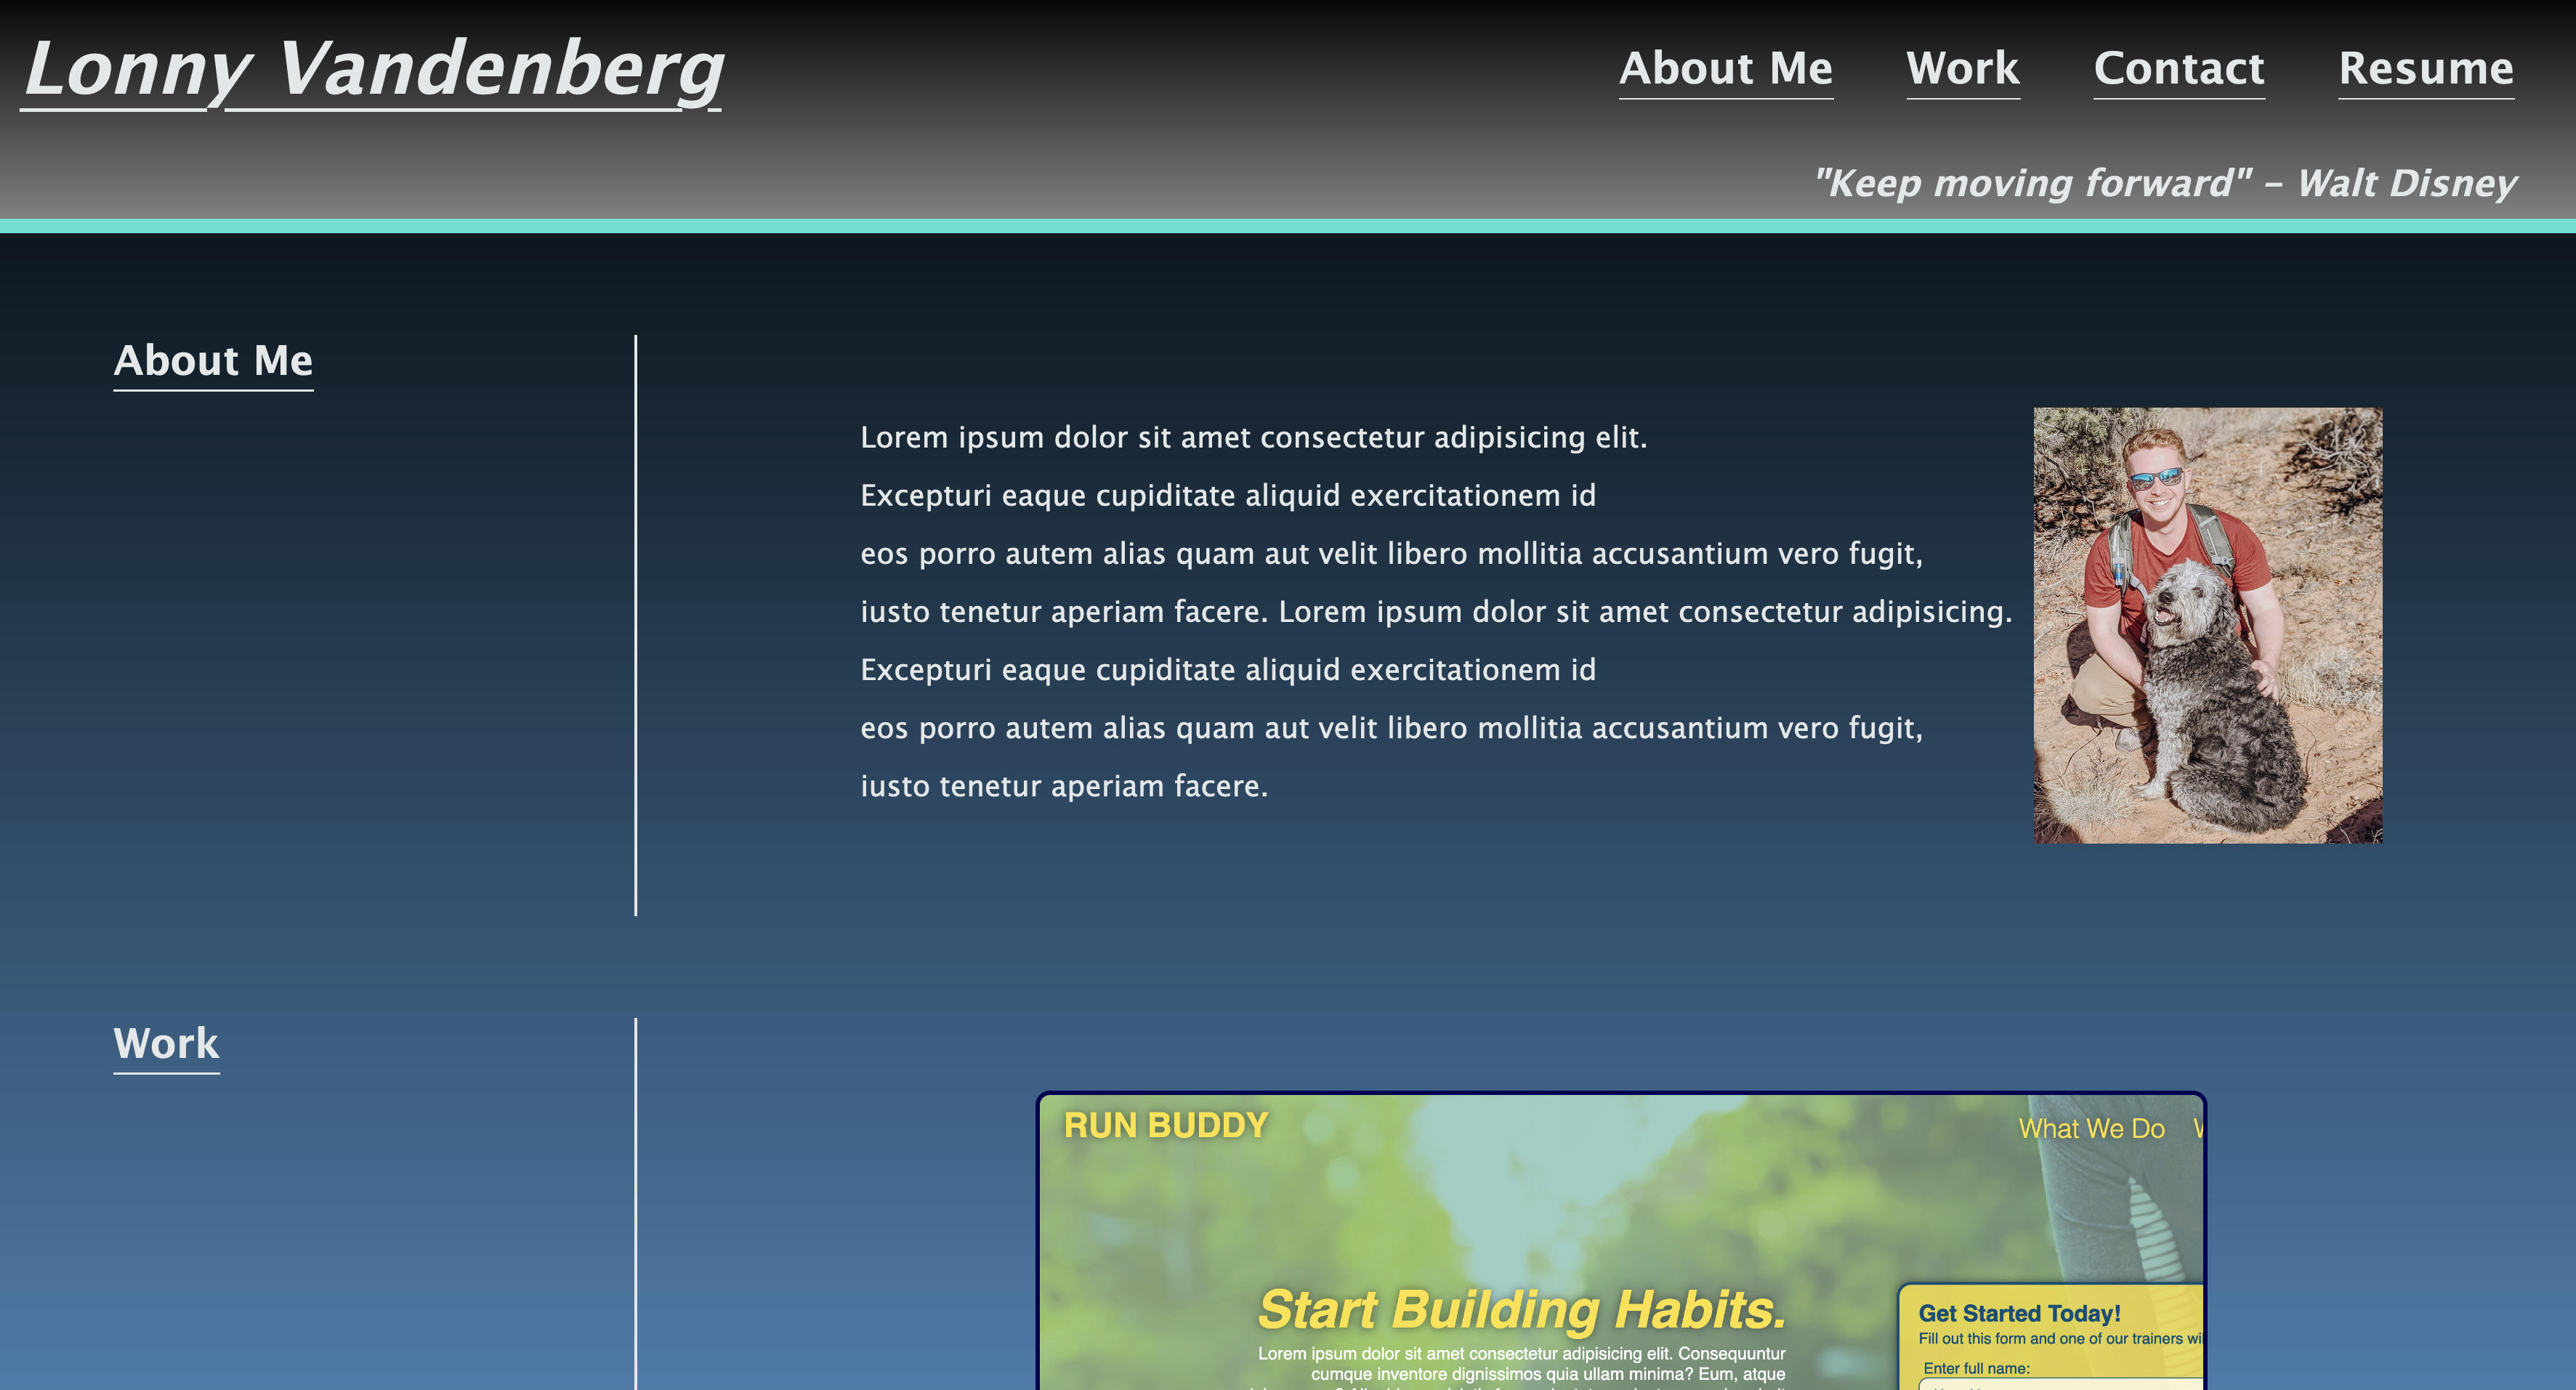 Lonny Vandenberg
About Me Work Contact Resume
"Keep moving forward" – Walt Disney
About Me
Lorem ipsum dolor sit amet consectetur adipisicing elit.
Excepturi eaque cupiditate aliquid exercitationem id
eos porro autem alias quam aut velit libero mollitia accusantium vero fugit,
iusto tenetur aperiam facere. Lorem ipsum dolor sit amet consectetur adipisicing.
Excepturi eaque cupiditate aliquid exercitationem id
eos porro autem alias quam aut velit libero mollitia accusantium vero fugit,
iusto tenetur aperiam facere.
Work
RUN BUDDY
What We Do
Start Building Habits.
Lorem ipsum dolor sit amet consectetur adipisicing elit. Consequuntur
cumque inventore dignissimos quia ullam minima? Eum, atque
Get Started Today!
Fill out this form and one of our trainers
Enter full name: